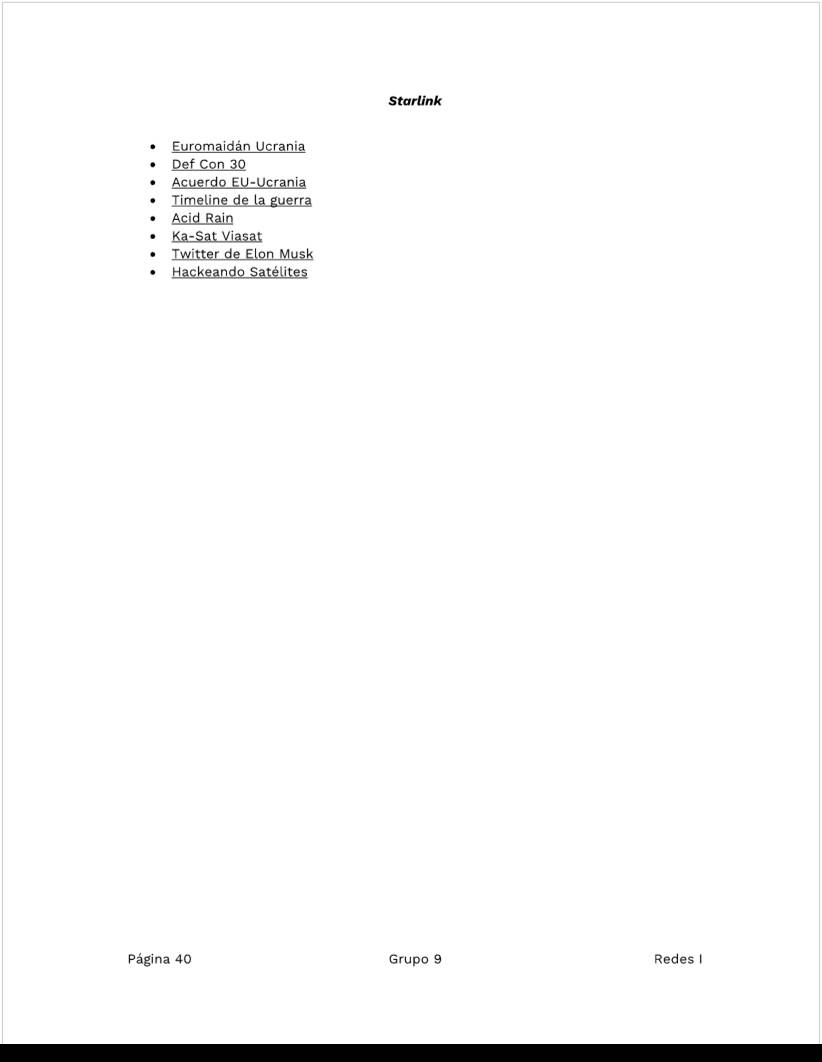 Starlink
• Euromaidán Ucrania
• Def Con 30
• Acuerdo EU-Ucrania
• Timeline de la guerra
• Acid Rain
• Ka-Sat Viasat
• Twitter de Elon Musk
• Hackeando Satélites
Página 40 Grupo 9 Redes I